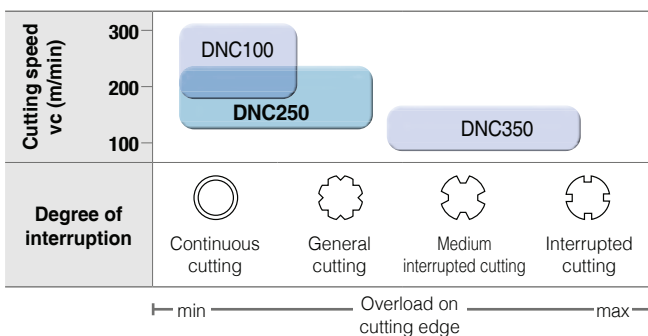 Cutting speed
vc (m/min)
300
200
100
DNC100
DNC250
DNC350
Degree of
interruption
Continuous
cutting
General
cutting
Medium
interrupted cutting
Interrupted
cutting
min
Overload on
cutting edge
max